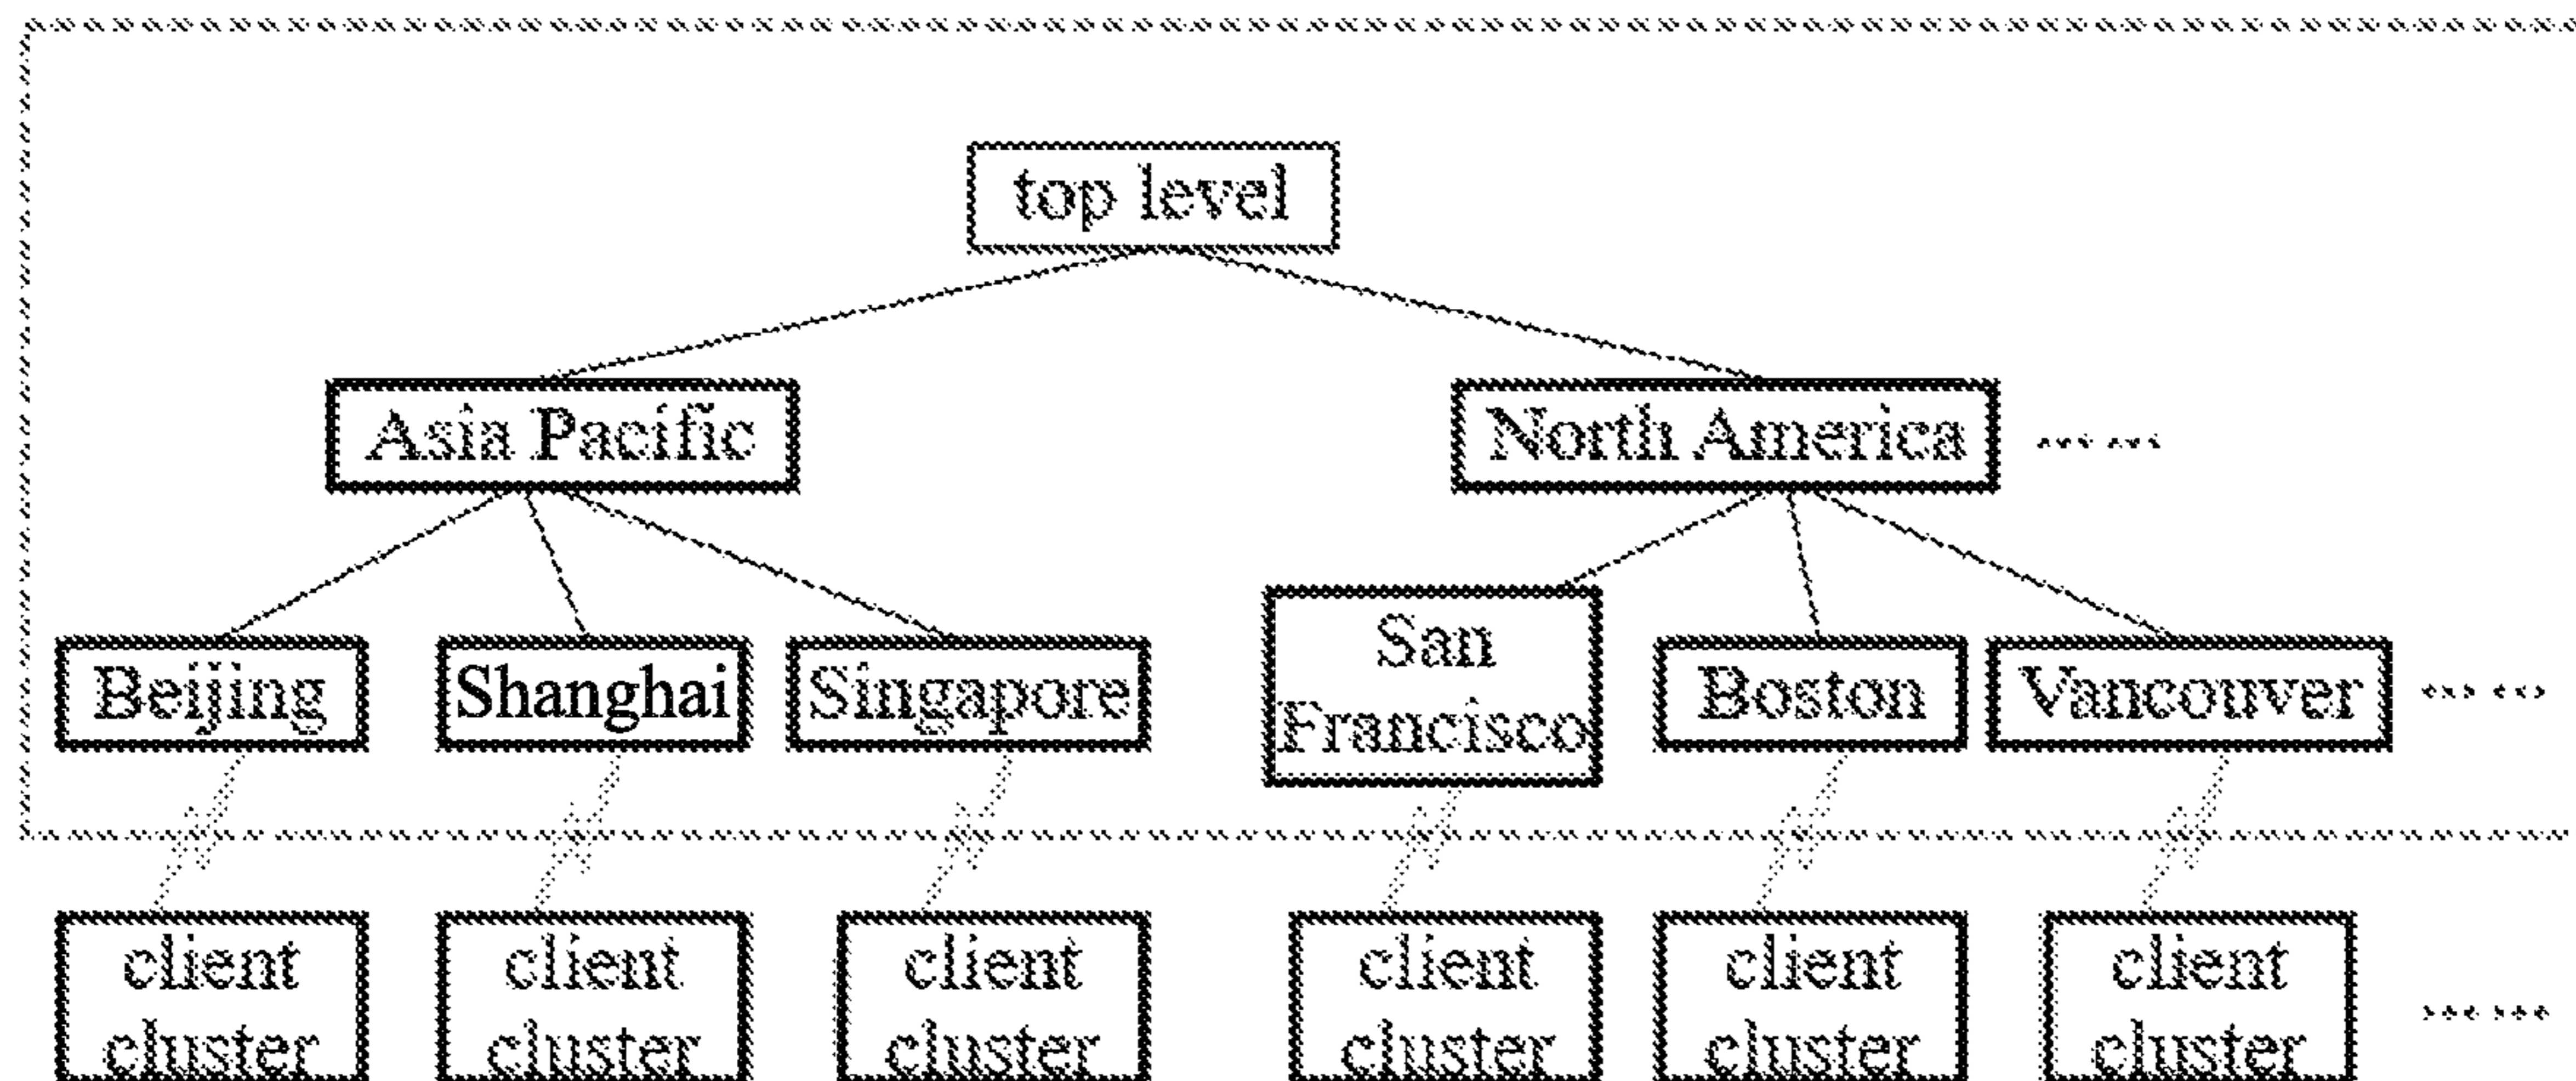 top level
Asia Pacific
North America ......
Beijing
Shanghai
Singapore
San
Francisco
Boston
Vancouver ......
client
cluster
client
cluster
client
cluster
client
cluster
client
cluster
client
cluster
......